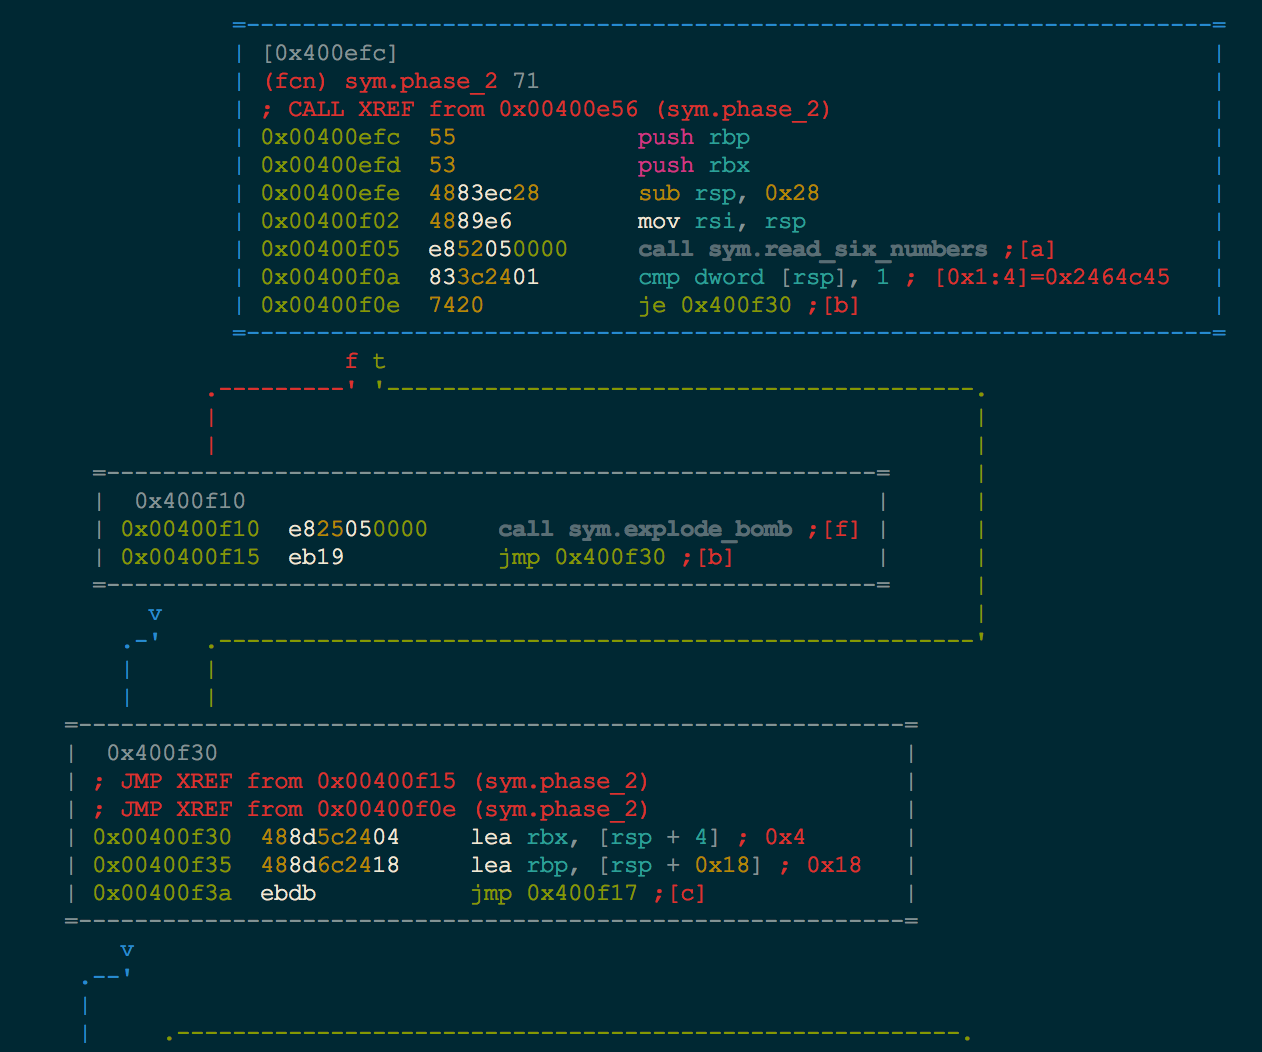 [0x400efc]
(fcn) sym.phase_2 71
; CALL XREF from 0x00400e56 (sym.phase_2)
0x00400efc 55 push rbp
0x00400efd 53 push rbx
0x00400efe 4883ec28 sub rsp, 0x28
0x00400f02 4889e6 mov rsi, rsp
0x00400f05 e852050000 call sym.read_six_numbers ;[a]
0x00400f0a 833c2401 cmp dword [rsp], 1 ; [0x1:4]=0x2464c45
0x00400f0e 7420 je 0x400f30 ;[b]
f t
0x400f10
0x00400f10 e825050000 call sym.explode_bomb ;[f]
0x00400f15 eb19 jmp 0x400f30 ;[b]
v
0x400f30
; JMP XREF from 0x00400f15 (sym.phase_2)
; JMP XREF from 0x00400f0e (sym.phase_2)
0x00400f30 488d5c2404 lea rbx, [rsp + 4] ; 0x4
0x00400f35 488d6c2418 lea rbp, [rsp + 0x18] ; 0x18
0x00400f3a ebdb jmp 0x400f17 ;[c]
v